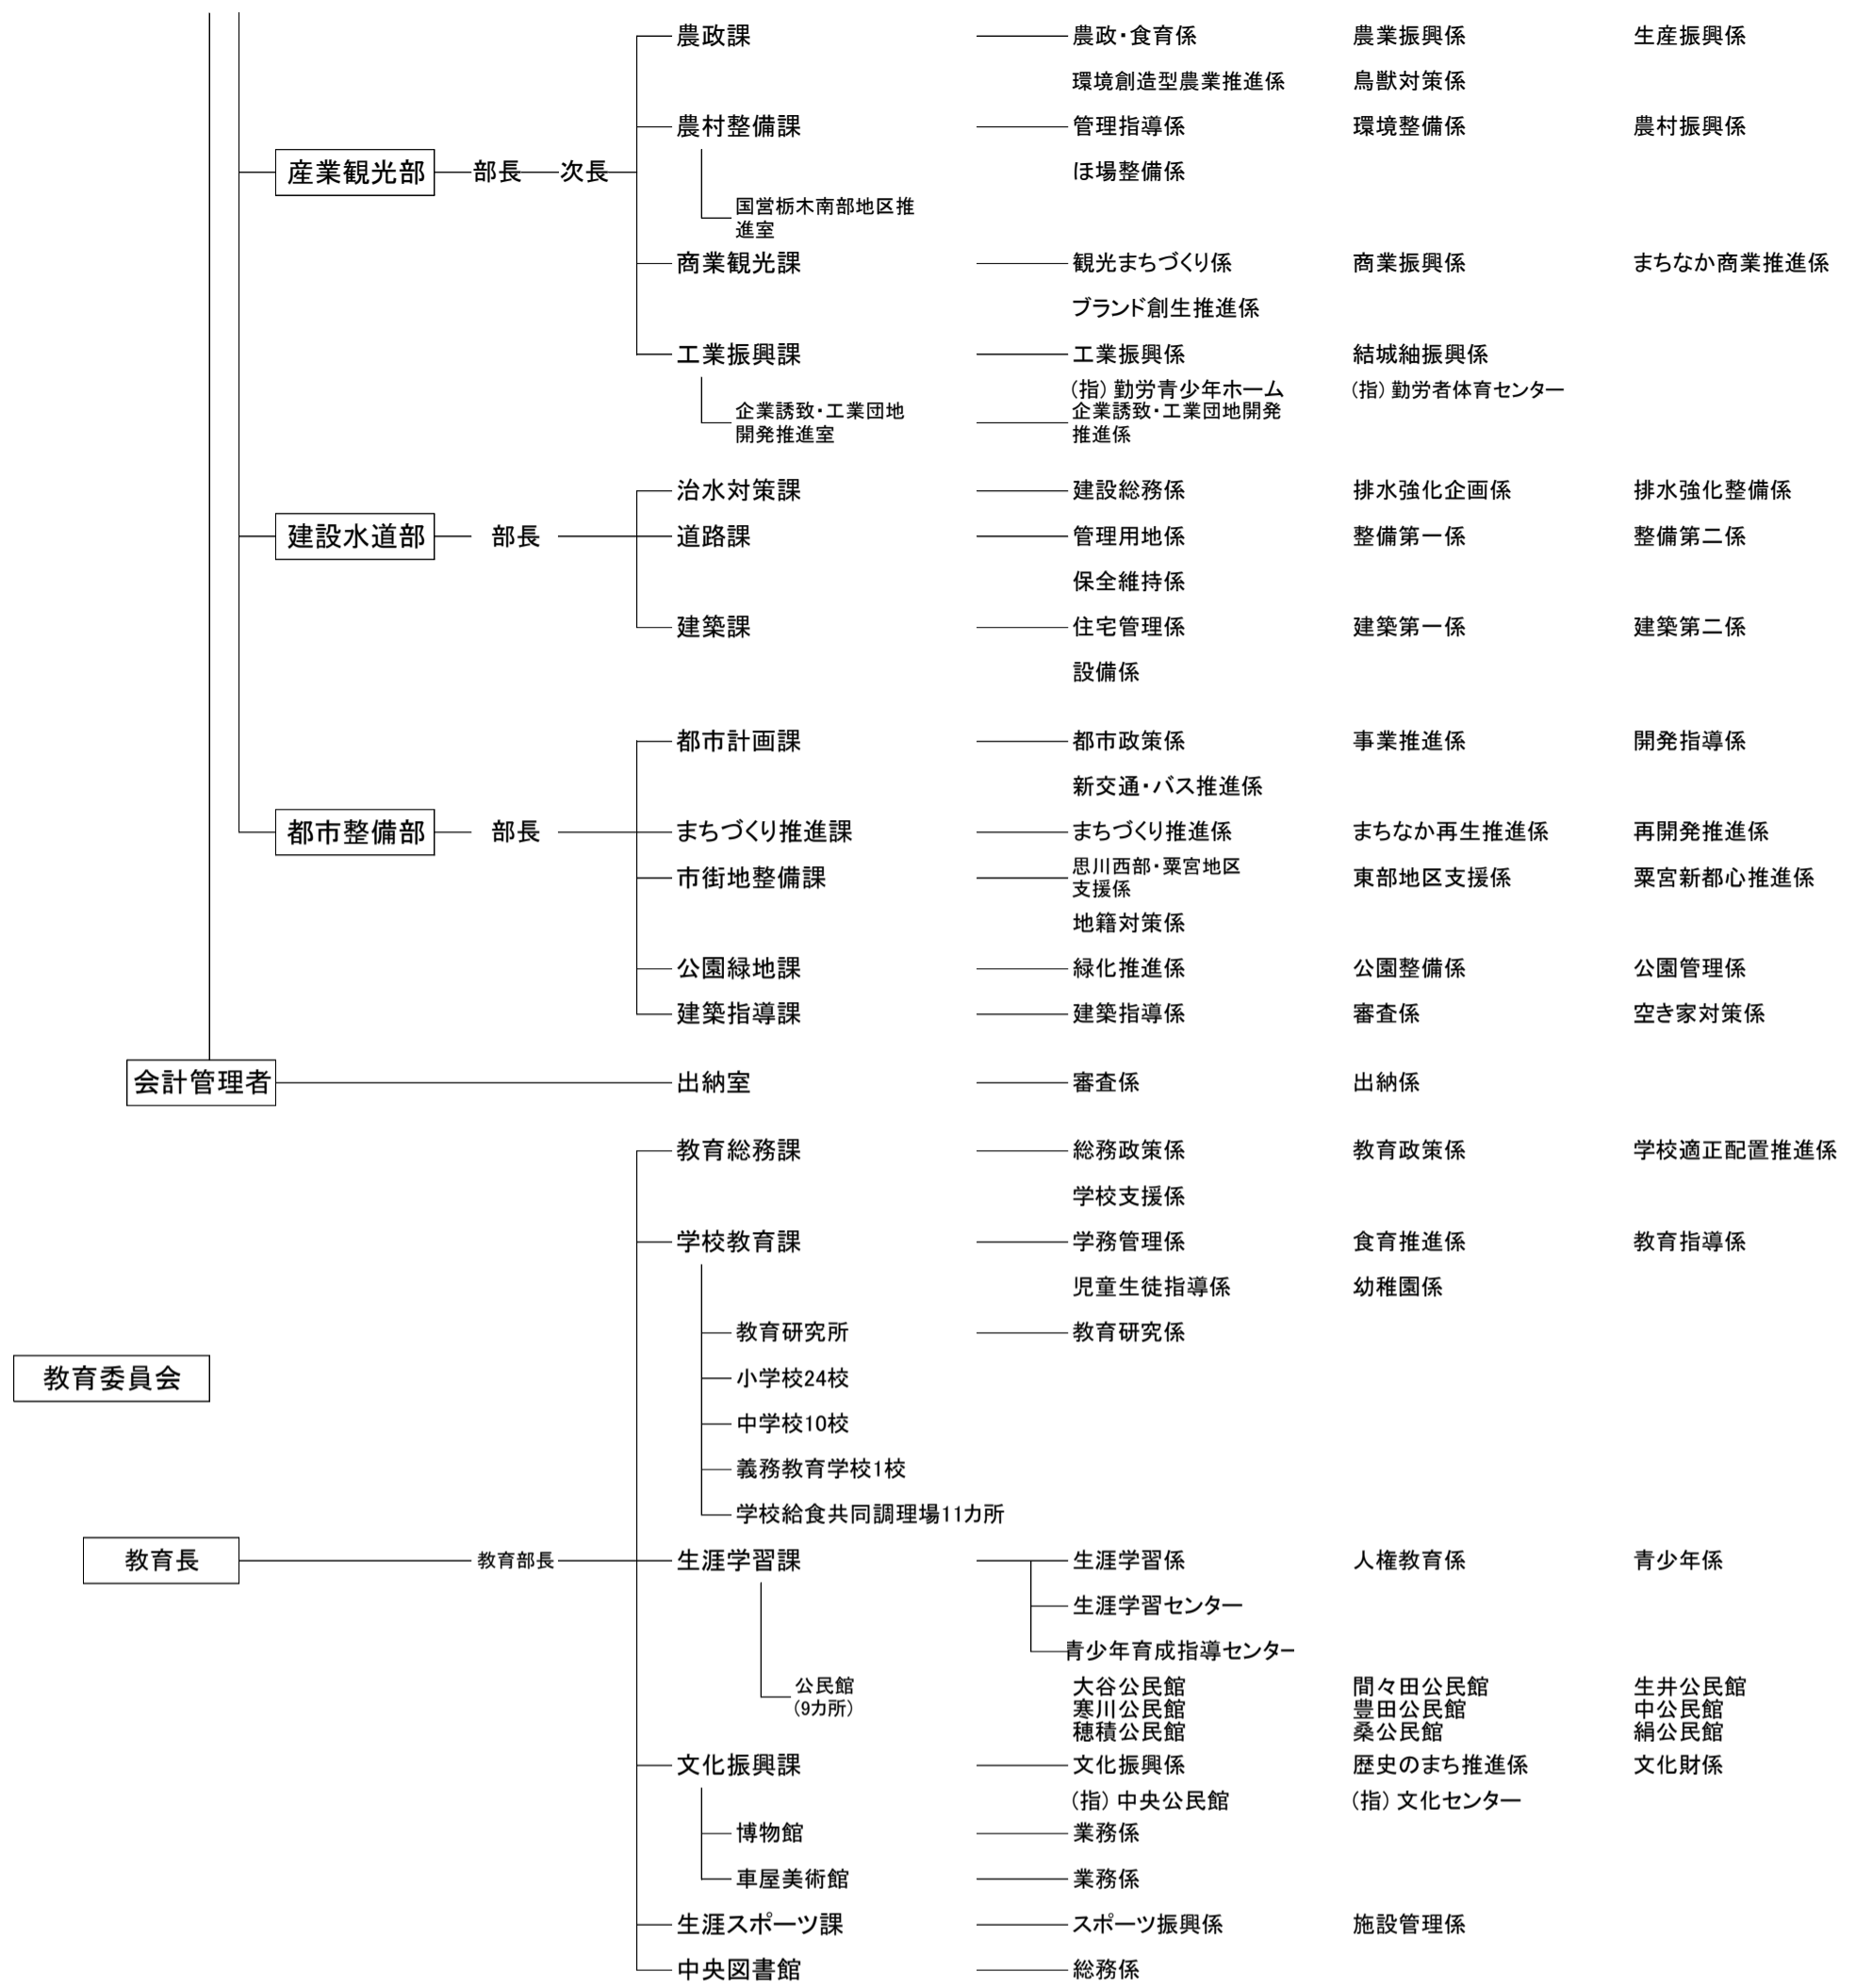 農政課 農政・食育係 農業振興係 生産振興係
環境創造型農業推進係 鳥獣対策係
農村整備課 管理指導係 環境整備係 農村振興係
産業観光部 部長 次長 ほ場整備係
国営栃木南部地区推
進室
商業観光課 観光まちづくり係 商業振興係 まちなか商業推進係
ブランド創生推進係
工業振興課 工業振興係 結城紬振興係
(指)勤労青少年ホーム (指)勤労者体育センター
企業誘致・工業団地 企業誘致・工業団地開発
開発推進室 推進係
治水対策課 建設総務係 排水強化企画係 排水強化整備係
建設水道部 部長 道路課 管理用地係 整備第一係 整備第二係
保全維持係
建築課 住宅管理係 建築第一係 建築第二係
設備係
都市計画課 都市政策係 事業推進係 開発指導係
新交通・バス推進係
都市整備部 部長 まちづくり推進課 まちづくり推進係 まちなか再生推進係 再開発推進係
市街地整備課 思川西部・粟宮地区 東部地区支援係 粟宮新都心推進係
支援係
地籍対策係
公園緑地課 緑化推進係 公園整備係 公園管理係
建築指導課 建築指導係 審査係 空き家対策係
会計管理者 出納室 審査係 出納係
教育総務課 総務政策係 教育政策係 学校適正配置推進係
学校支援係
学校教育課 学務管理係 食育推進係 教育指導係
児童生徒指導係 幼稚園係
教育研究所 教育研究係
教育委員会 小学校24校
中学校10校
義務教育学校1校
学校給食共同調理場11カ所
教育長 教育部長 生涯学習課 生涯学習係 人権教育係 青少年係
生涯学習センター
青少年育成指導センター
公民館 大谷公民館 間々田公民館 生井公民館
(9カ所) 寒川公民館 豊田公民館 中公民館
穂積公民館 桑公民館 絹公民館
文化振興課 文化振興係 歴史のまち推進係 文化財係
(指)中央公民館 (指)文化センター
博物館 業務係
車屋美術館 業務係
生涯スポーツ課 スポーツ振興係 施設管理係
中央図書館 総務係